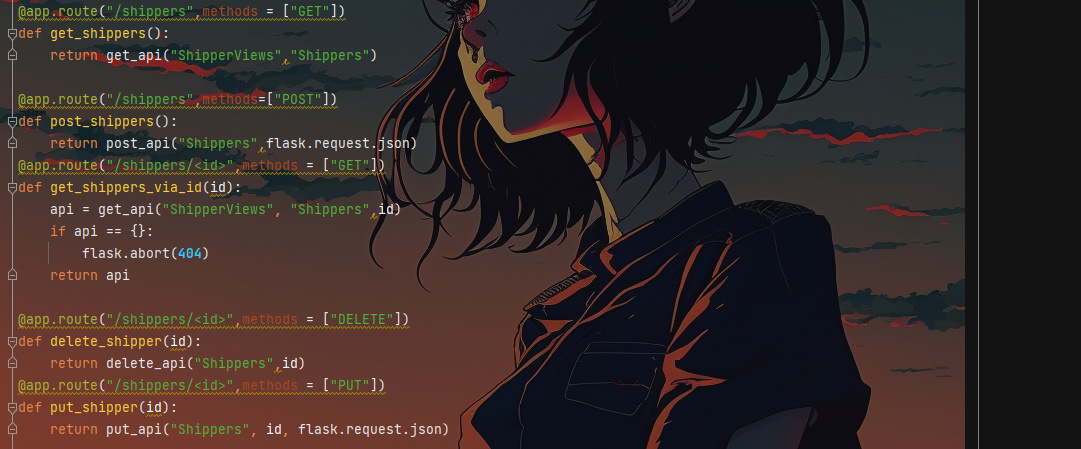 @app.route("/shippers",methods = ["GET"])
def get_shippers():
    return get_api("ShipperViews","Shippers")
@app.route("/shippers",methods=["POST"])
def post_shippers():
    return post_api("Shippers",flask.request.json)
@app.route("/shippers/<id>",methods = ["GET"])
def get_shippers_via_id(id):
    api = get_api("ShipperViews", "Shippers",id)
    if api == {}:
        flask.abort(404)
    return api
@app.route("/shippers/<id>",methods = ["DELETE"])
def delete_shipper(id):
    return delete_api("Shippers",id)
@app.route("/shippers/<id>",methods = ["PUT"])
def put_shipper(id):
    return put_api("Shippers", id, flask.request.json)